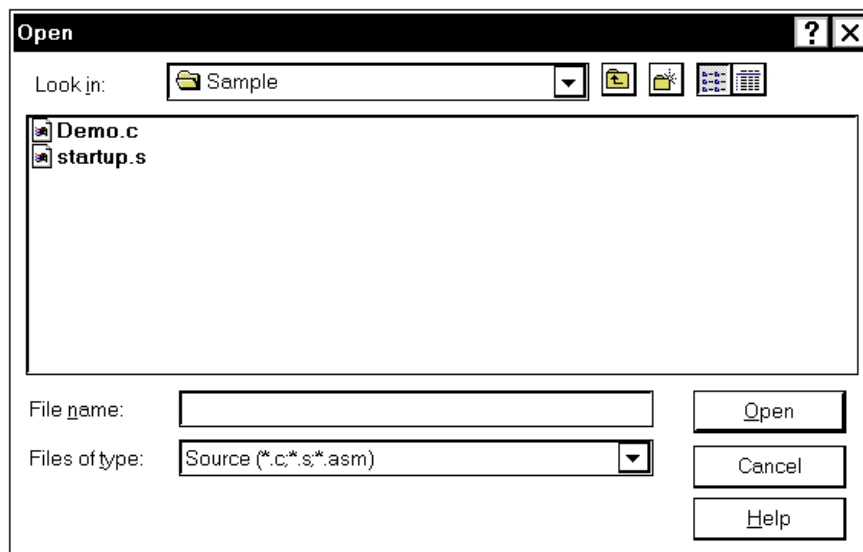 Open
Look in:
Sample
Demo.c
startup.s
File name:
Open
Files of type:
Source (*.c;*.s;*.asm)
Cancel
Help